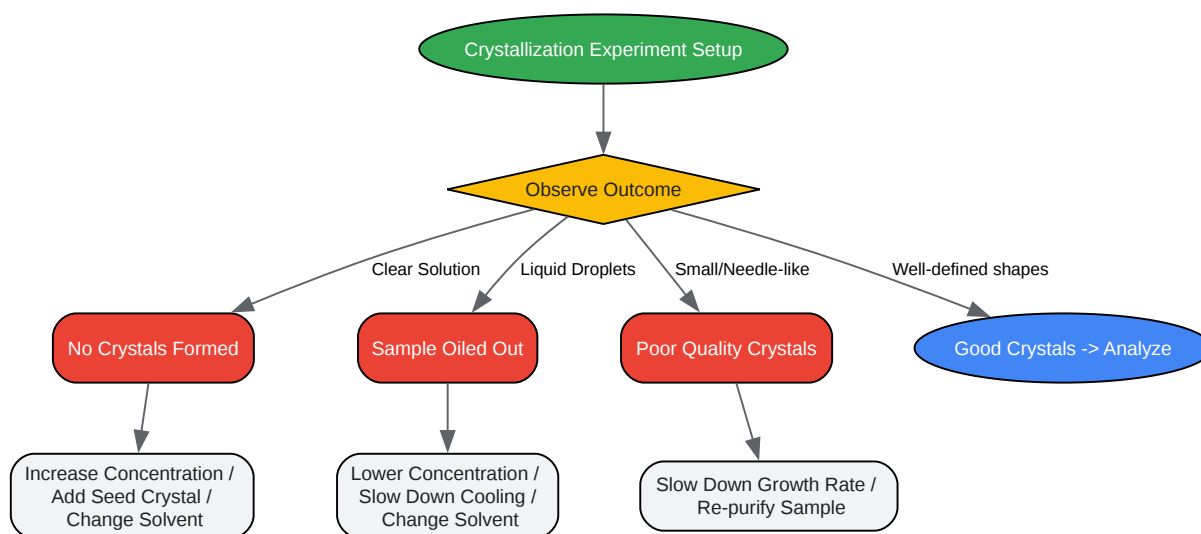 Crystallization Experiment Setup
Observe Outcome
Clear Solution
Liquid Droplets
Small/Needle-like
Well-defined shapes
No Crystals Formed
Sample Oiled Out
Poor Quality Crystals
Good Crystals -> Analyze
Increase Concentration /
Add Seed Crystal /
Change Solvent
Lower Concentration /
Slow Down Cooling /
Change Solvent
Slow Down Growth Rate /
Re-purify Sample